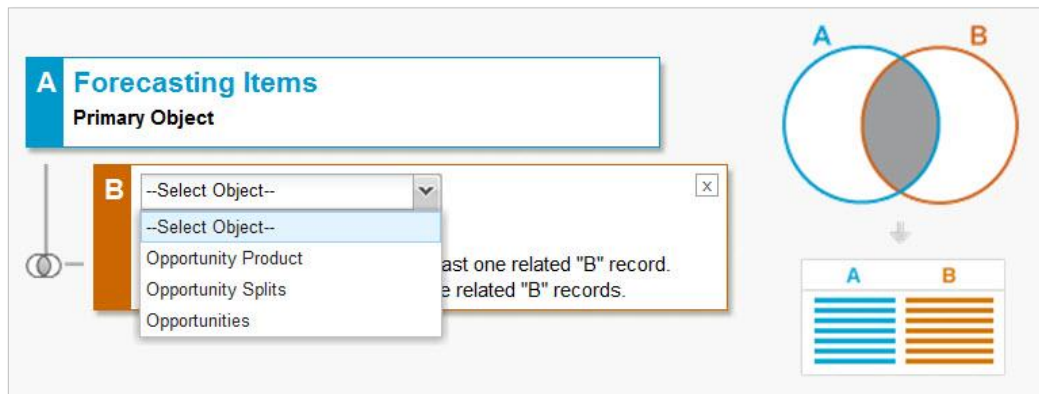 A Forecasting Items
Primary Object
B --Select Object--
x
--Select Object--
Opportunity Product
Opportunity Splits
Opportunities
ast one related "B" record.
e related "B" records.
A B
A B